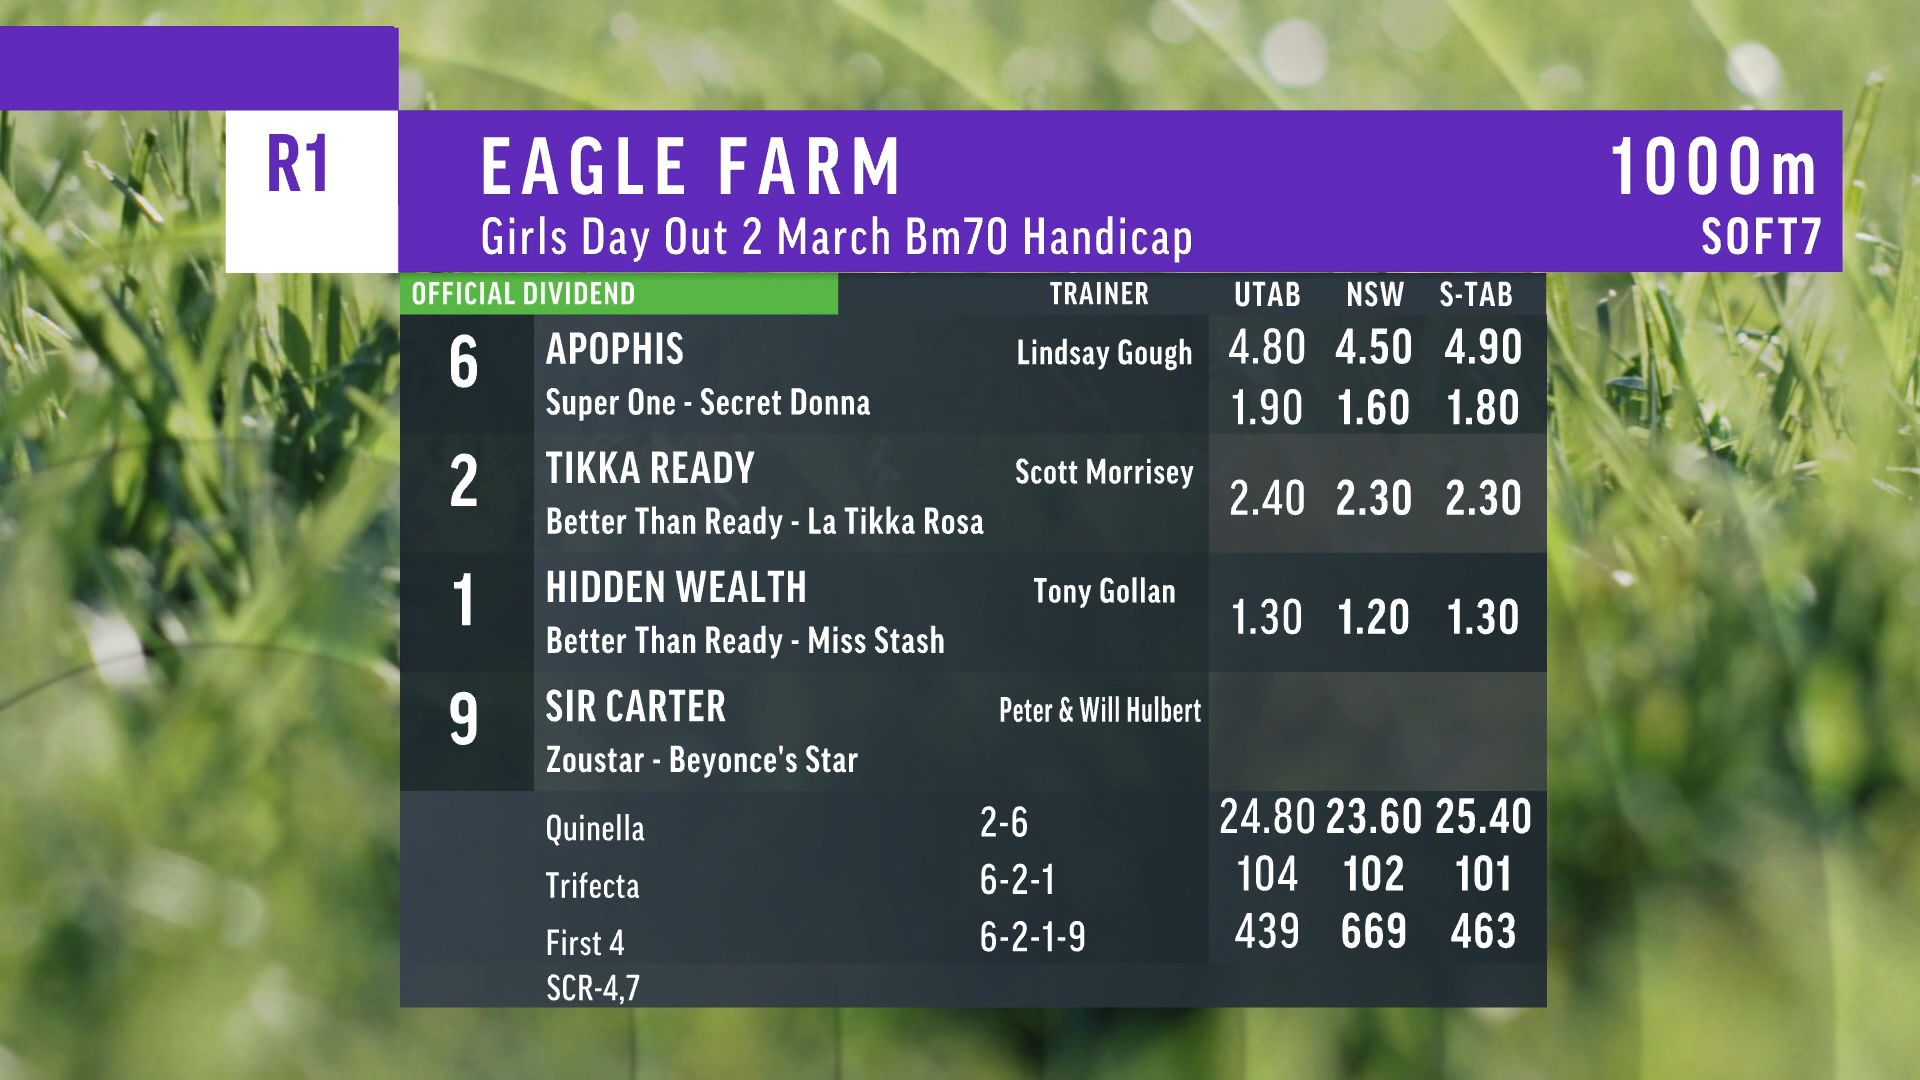 R1
EAGLE FARM
1000m
Girls Day Out 2 March Bm70 Handicap
SOFT7
OFFICIAL DIVIDEND TRAINER UTAB NSW S-TAB
6 APOPHIS Lindsay Gough 4.80 4.50 4.90
Super One - Secret Donna 1.90 1.60 1.80
2 TIKKA READY Scott Morrisey 2.40 2.30 2.30
Better Than Ready - La Tikka Rosa
1 HIDDEN WEALTH Tony Gollan 1.30 1.20 1.30
Better Than Ready - Miss Stash
9 SIR CARTER Peter & Will Hulbert
Zoustar - Beyonce's Star
Quinella 2-6 24.80 23.60 25.40
Trifecta 6-2-1 104 102 101
First 4 6-2-1-9 439 669 463
SCR-4,7